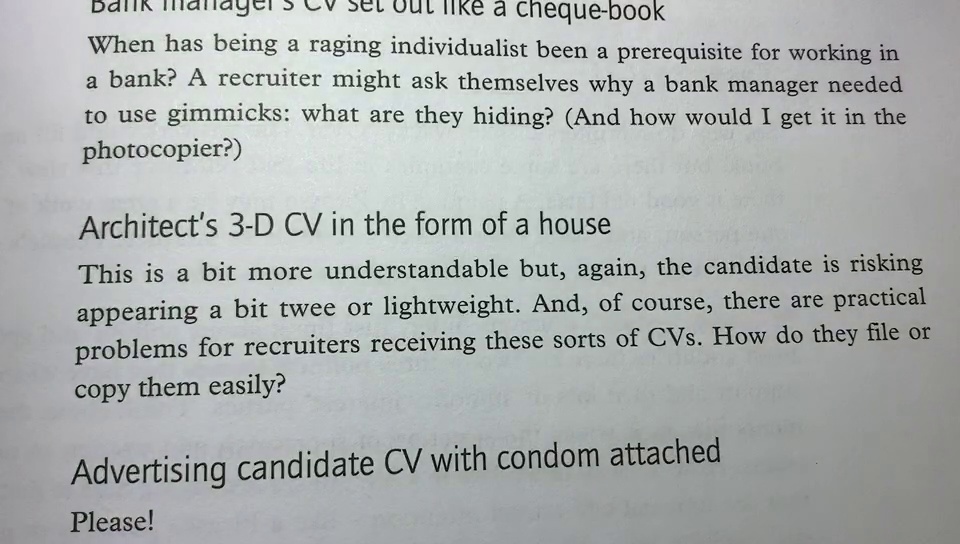 Bank manager's CV set out like a cheque-book
When has being a raging individualist been a prerequisite for working in
a bank? A recruiter might ask themselves why a bank manager needed
to use gimmicks: what are they hiding? (And how would I get it in the
photocopier?)
Architect's 3-D CV in the form of a house
This is a bit more understandable but, again, the candidate is risking
appearing a bit twee or lightweight. And, of course, there are practical
problems for recruiters receiving these sorts of CVs. How do they file or
copy them easily?
Advertising candidate CV with condom attached
Please!